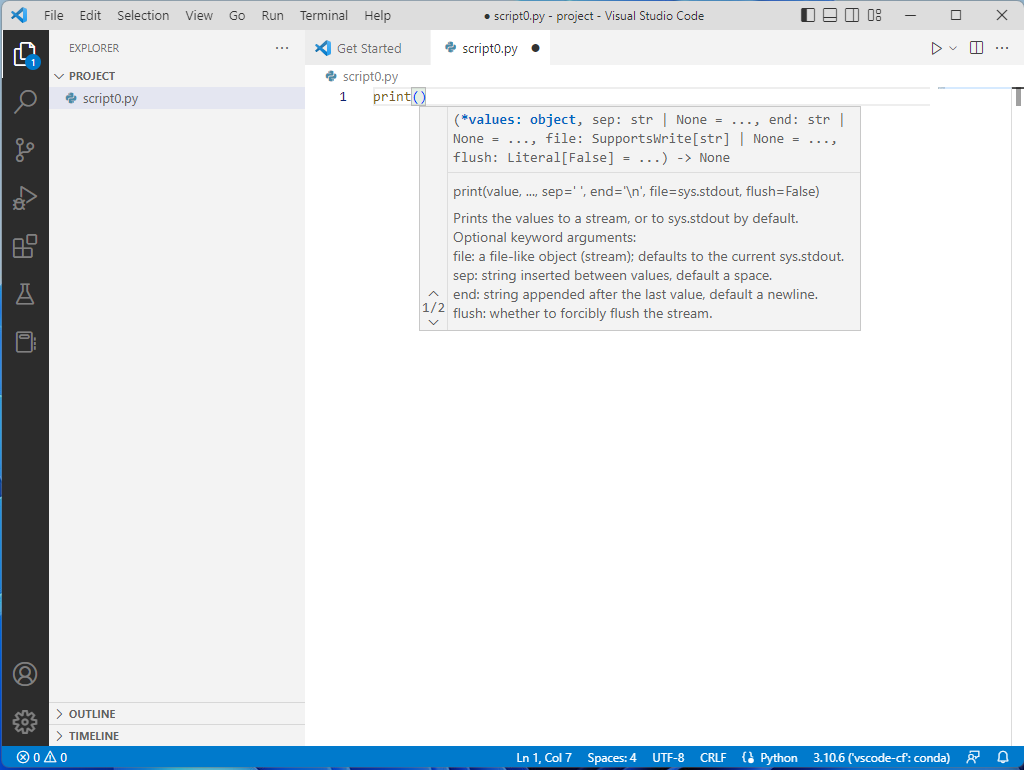 File Edit Selection View Go Run Terminal Help ● script0.py - project - Visual Studio Code
EXPLORER
Get Started script0.py
1
PROJECT
script0.py
script0.py
1 print()
(*values: object, sep: str | None = ..., end: str |
None = ..., file: SupportsWrite[str] | None = ...,
flush: Literal[False] = ...) -> None
print(value, ..., sep=' ', end='\n', file=sys.stdout, flush=False)
Prints the values to a stream, or to sys.stdout by default.
Optional keyword arguments:
file: a file-like object (stream); defaults to the current sys.stdout.
sep: string inserted between values, default a space.
end: string appended after the last value, default a newline.
1/2
flush: whether to forcibly flush the stream.
OUTLINE
TIMELINE
0 0 Ln 1, Col 7 Spaces: 4 UTF-8 CRLF Python 3.10.6 ('vscode-cf': conda)